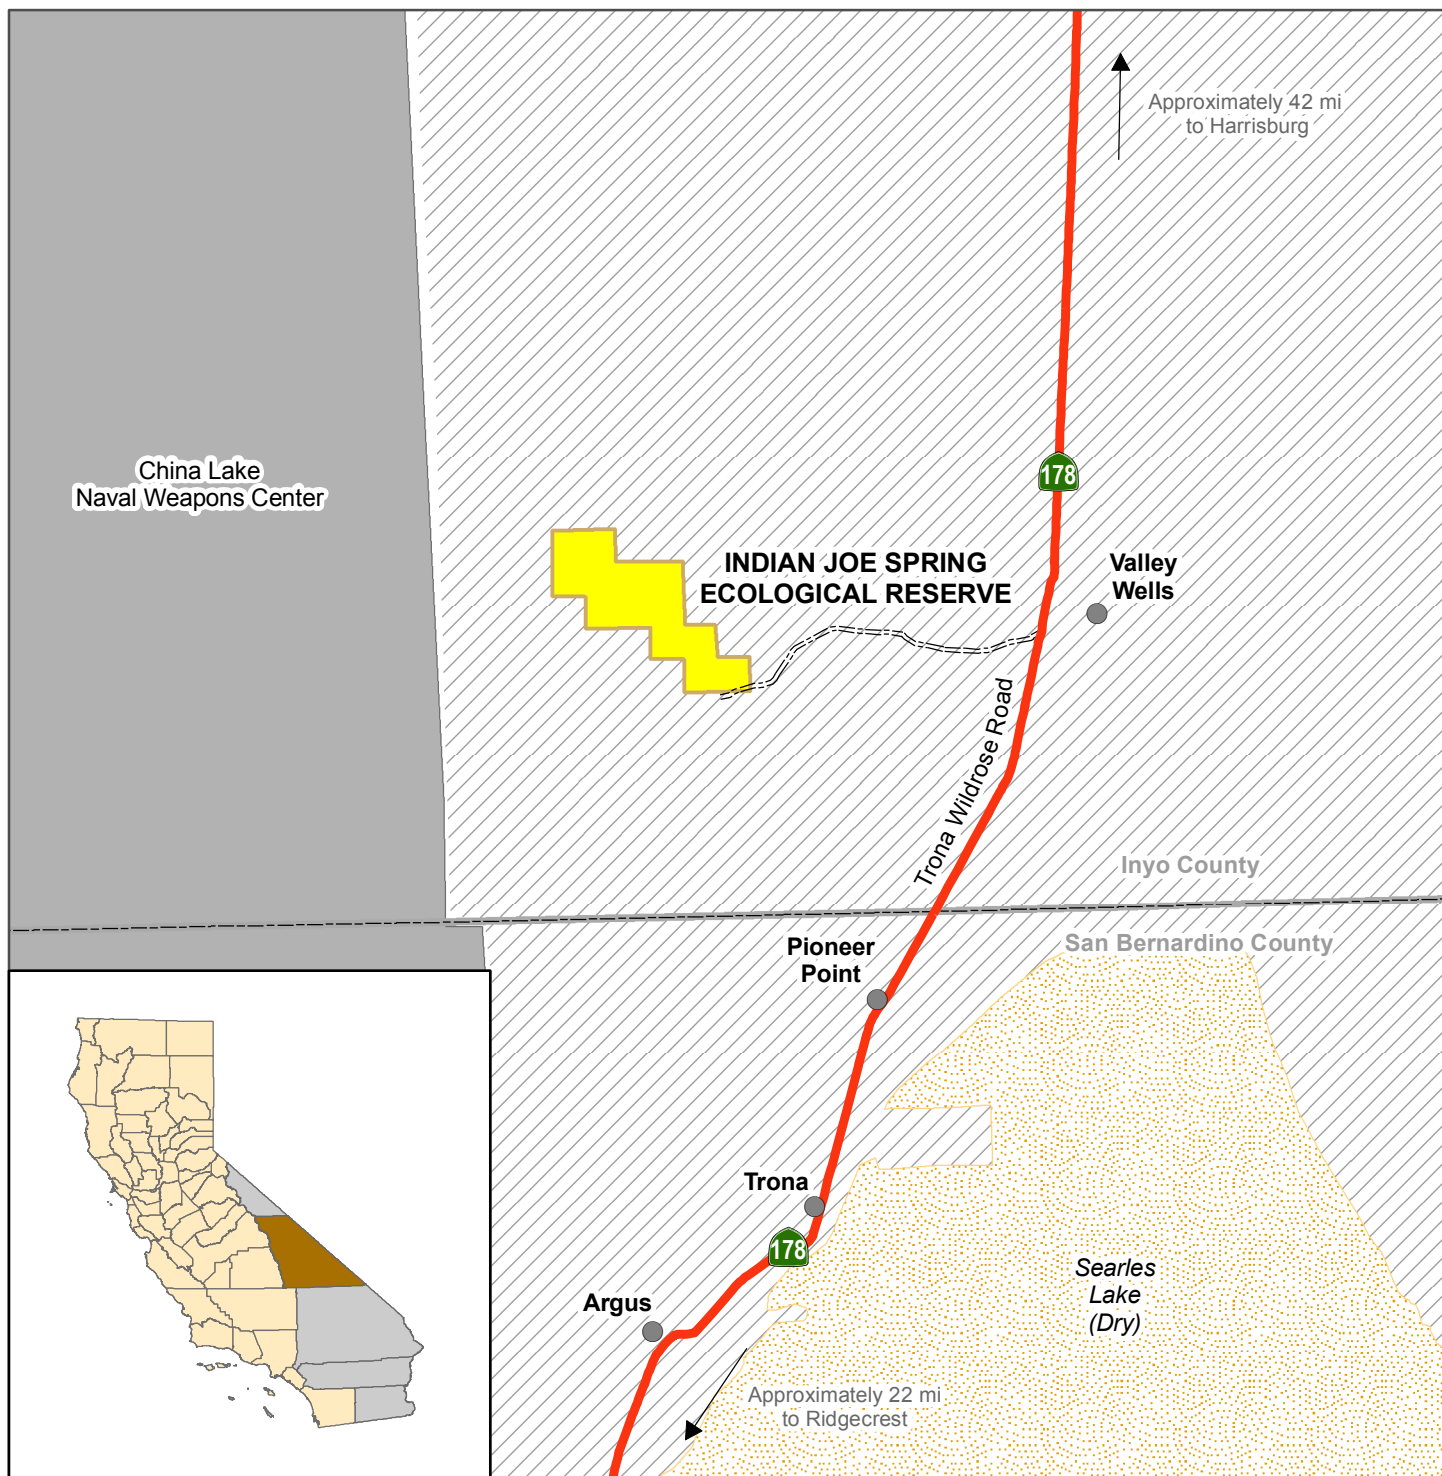 Approximately 42 mi
to Harrisburg
China Lake
Naval Weapons Center
178
INDIAN JOE SPRING
ECOLOGICAL RESERVE
Valley
Wells
Trona Wildrose Road
Inyo County
San Bernardino County
Pioneer
Point
Trona
178
Argus
Searles
Lake
(Dry)
Approximately 22 mi
to Ridgecrest